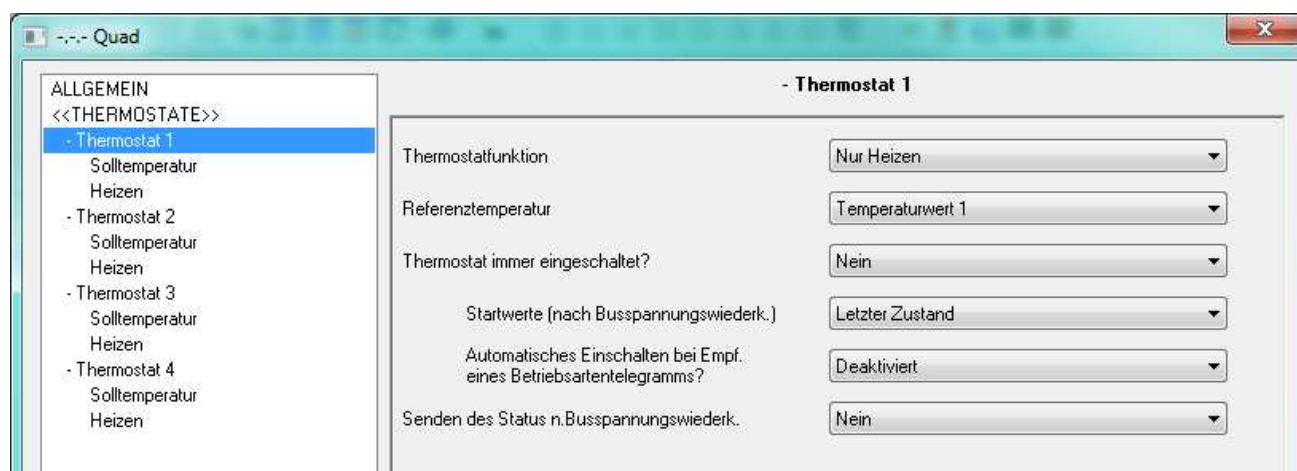 -.-.- Quad
ALLGEMEIN
<<THERMOSTATE>>
- Thermostat 1
Solltemperatur
Heizen
- Thermostat 2
Solltemperatur
Heizen
- Thermostat 3
Solltemperatur
Heizen
- Thermostat 4
Solltemperatur
Heizen
- Thermostat 1
Thermostatfunktion
Nur Heizen
Referenztemperatur
Temperaturwert 1
Thermostat immer eingeschaltet?
Nein
Startwerte (nach Busspannungswiederk.)
Letzter Zustand
Automatisches Einschalten bei Empf.
eines Betriebsartentelegramms?
Deaktiviert
Senden des Status n.Busspannungswiederk.
Nein